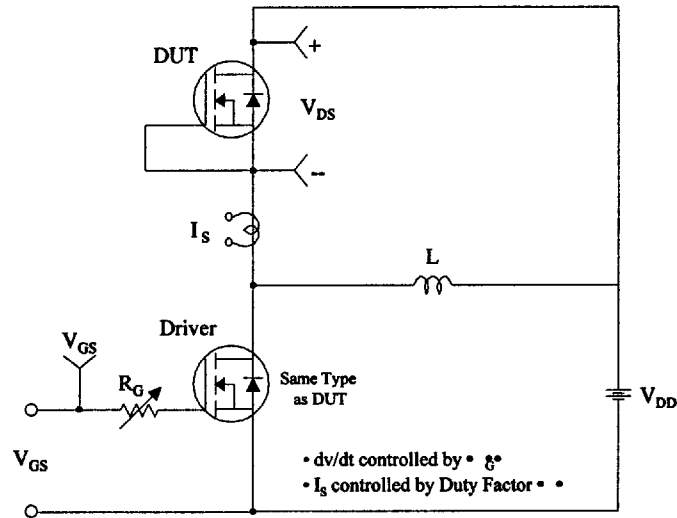 +
DUT
V_DS
--
I_S
L
Driver
V_GS
R_G
Same Type
as DUT
V_DD
V_GS
• dv/dt controlled by • G •
• I_S controlled by Duty Factor • •